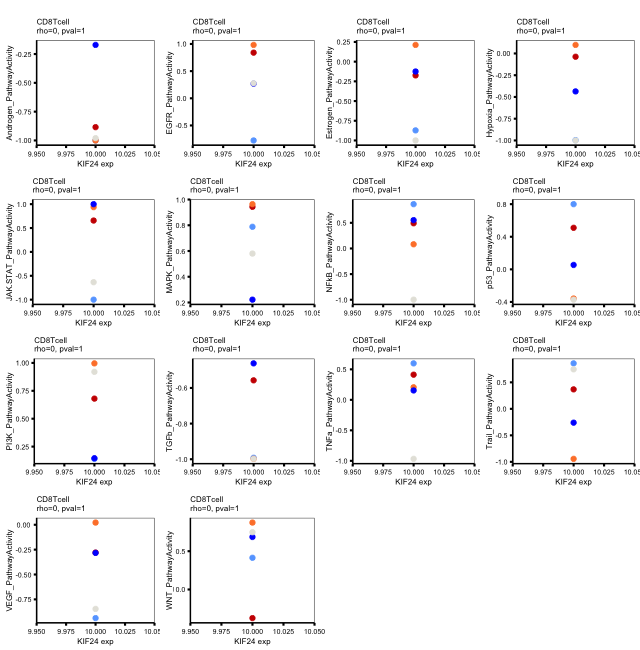 CD8Tcell
rho=0, pval=1
Androgen_PathwayActivity
-0.25
-0.50
-0.75
-1.00
9.950 9.975 10.000 10.025 10.05
KIF24 exp
CD8Tcell
rho=0, pval=1
EGFR_PathwayActivity
1.0
0.5
0.0
-0.5
9.950 9.975 10.000 10.025 10.05
KIF24 exp
CD8Tcell
rho=0, pval=1
Estrogen_PathwayActivity
0.25
0.00
-0.25
-0.50
-0.75
-1.00
9.950 9.975 10.000 10.025 10.05
KIF24 exp
CD8Tcell
rho=0, pval=1
Hypoxia_PathwayActivity
0.00
-0.25
-0.50
-0.75
-1.00
9.950 9.975 10.000 10.025 10.05
KIF24 exp
CD8Tcell
rho=0, pval=1
JAK.STAT_PathwayActivity
1.0
0.5
0.0
-0.5
-1.0
9.950 9.975 10.000 10.025 10.050
KIF24 exp
CD8Tcell
rho=0, pval=1
MAPK_PathwayActivity
1.0
0.8
0.6
0.4
0.2
9.950 9.975 10.000 10.025 10.050
KIF24 exp
CD8Tcell
rho=0, pval=1
NFkB_PathwayActivity
0.5
0.0
-0.5
-1.0
9.950 9.975 10.000 10.025 10.05
KIF24 exp
CD8Tcell
rho=0, pval=1
p53_PathwayActivity
0.8
0.4
0.0
-0.4
9.950 9.975 10.000 10.025 10.050
KIF24 exp
CD8Tcell
rho=0, pval=1
PI3K_PathwayActivity
1.00
0.75
0.50
0.25
9.950 9.975 10.000 10.025 10.050
KIF24 exp
CD8Tcell
rho=0, pval=1
TGFb_PathwayActivity
-0.6
-0.8
-1.0
9.950 9.975 10.000 10.025 10.05
KIF24 exp
CD8Tcell
rho=0, pval=1
TNFa_PathwayActivity
0.5
0.0
-0.5
-1.0
9.950 9.975 10.000 10.025 10.05
KIF24 exp
CD8Tcell
rho=0, pval=1
Trail_PathwayActivity
0.5
0.0
-0.5
-1.0
9.950 9.975 10.000 10.025 10.050
KIF24 exp
CD8Tcell
rho=0, pval=1
VEGF_PathwayActivity
0.00
-0.25
-0.50
-0.75
9.950 9.975 10.000 10.025 10.05
KIF24 exp
CD8Tcell
rho=0, pval=1
WNT_PathwayActivity
0.5
0.0
9.950 9.975 10.000 10.025 10.050
KIF24 exp